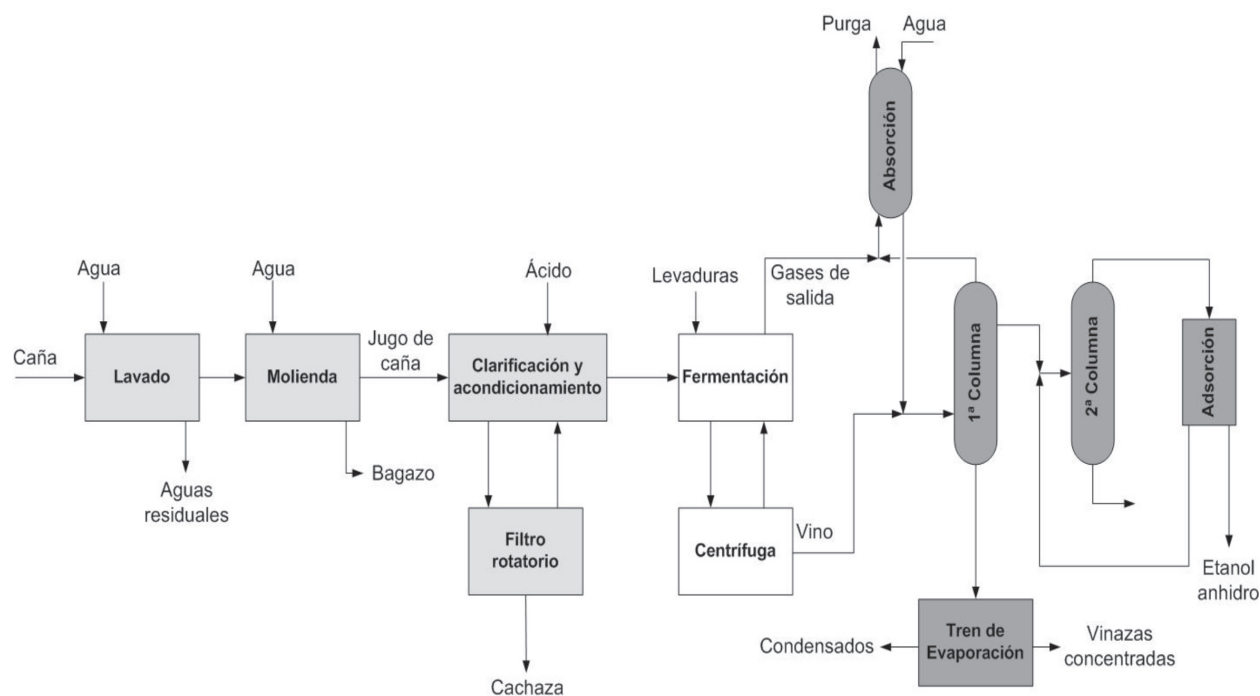 Purga
Agua
Absorción
Agua
Agua
Ácido
Levaduras
Gases de
salida
Caña
Jugo de
caña
Lavado
Molienda
Clarificación y
acondicionamiento
Fermentación
1ª Columna
2ª Columna
Adsorción
Aguas
residuales
Bagazo
Filtro
rotatorio
Centrífuga
Vino
Etanol
anhidro
Condensados
Tren de
Evaporación
Vinazas
concentradas
Cachaza